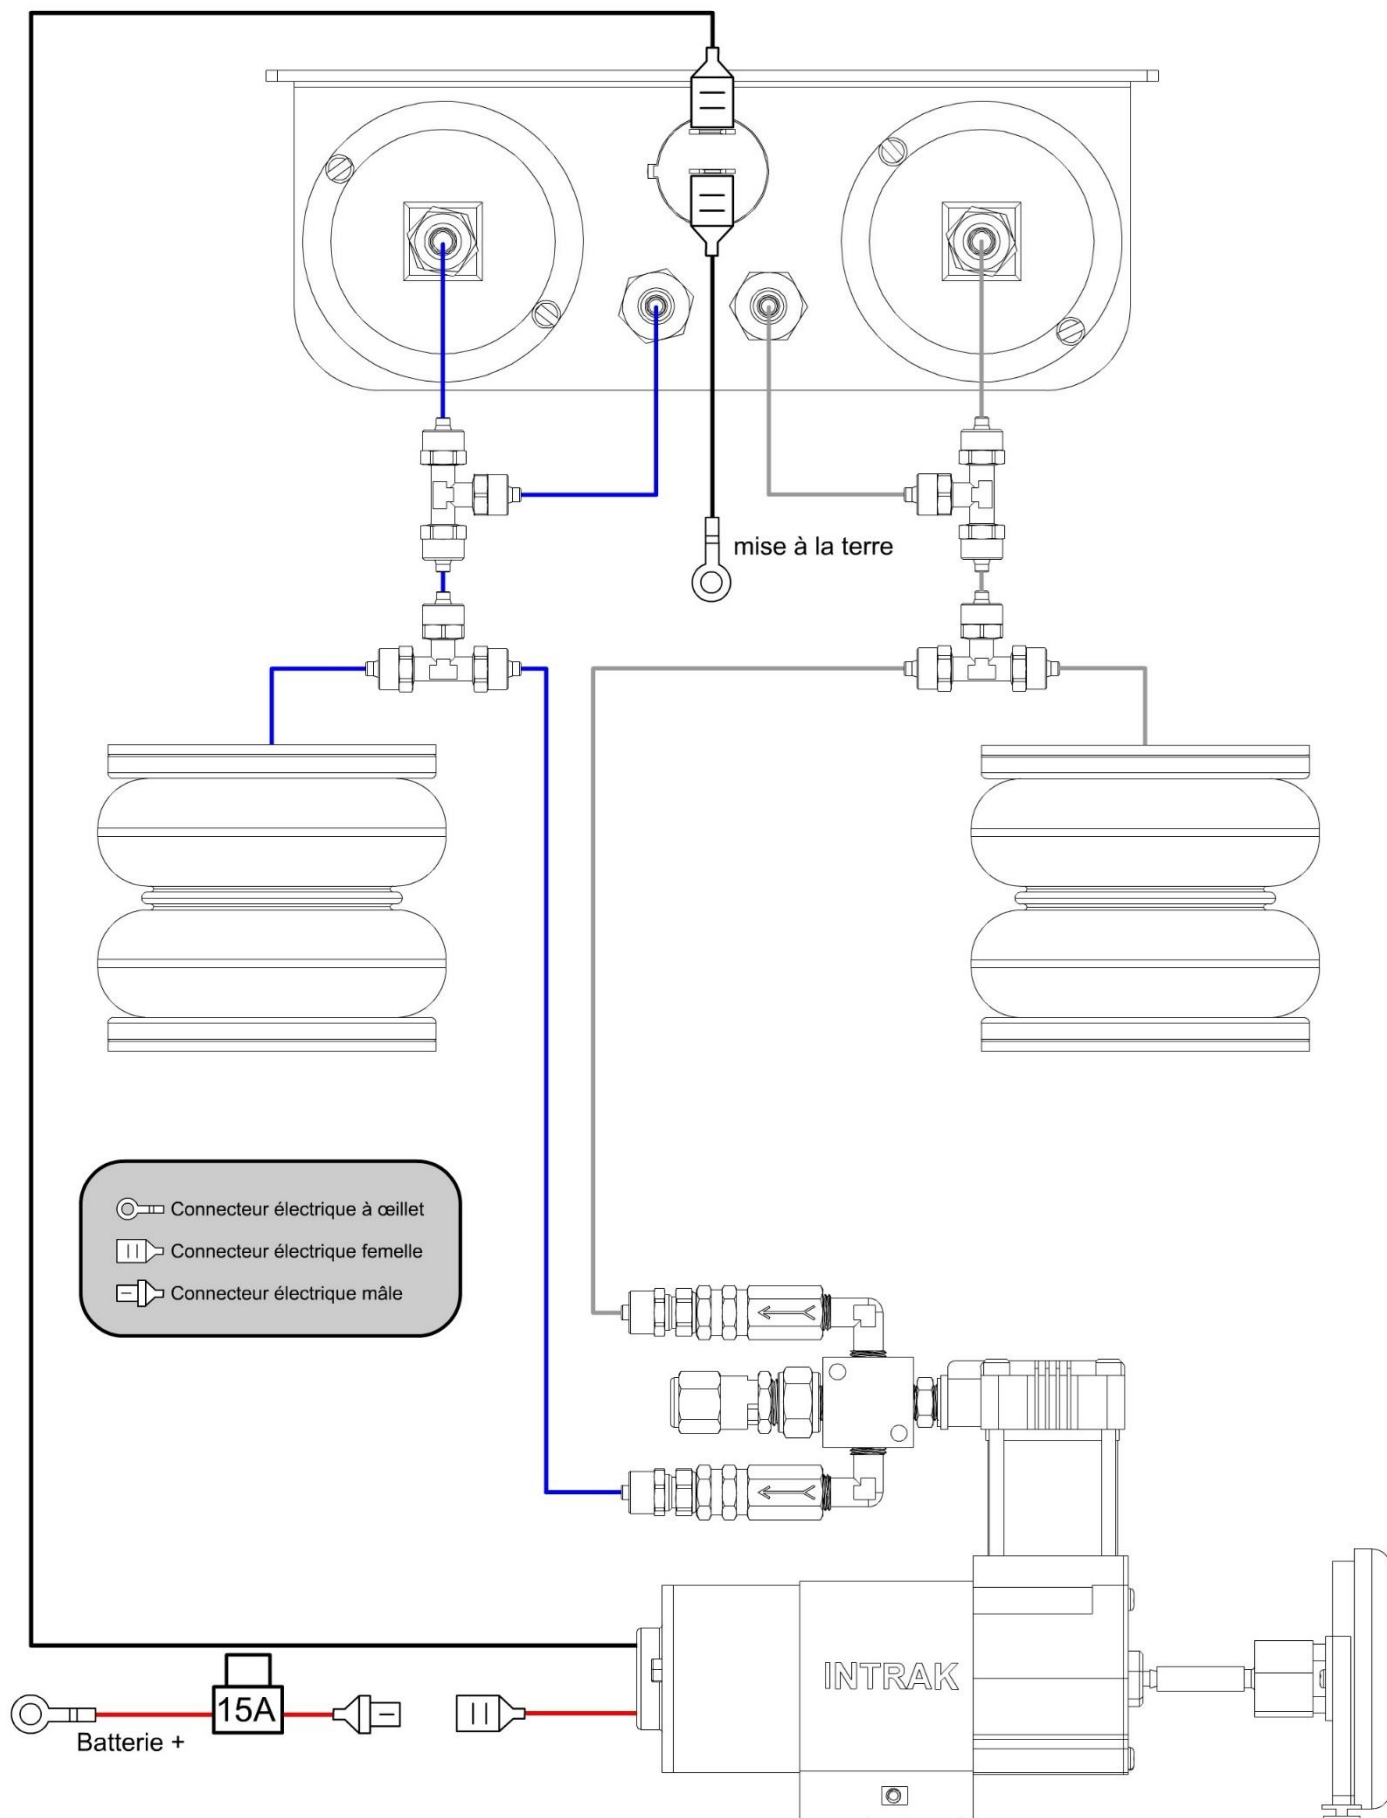 mise à la terre
Connecteur électrique à œillet
Connecteur électrique femelle
Connecteur électrique mâle
INTRAK
15A
Batterie +